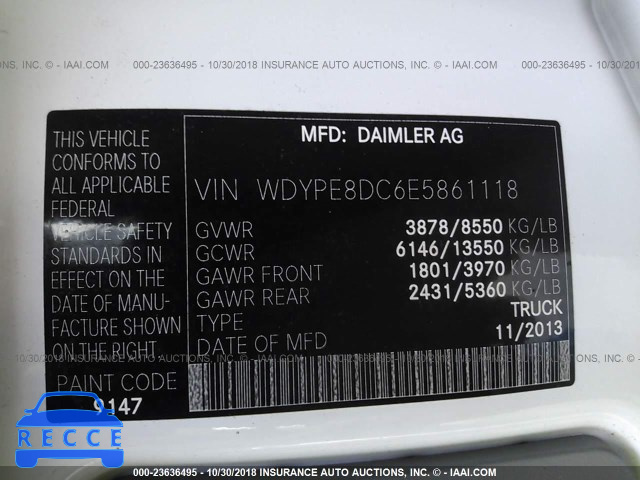 000-23636495 - 10/30/2018 INSURANCE AUTO AUCTIONS, INC. © - IAAI.COM
MFD: DAIMLER AG
THIS VEHICLE
CONFORMS TO
ALL APPLICABLE
FEDERAL
VEHICLE SAFETY
STANDARDS IN
EFFECT ON THE
DATE OF MANU-
FACTURE SHOWN
ON THE RIGHT
VIN WDYPE8DC6E5861118
GVWR 3878/8550 KG/LB
GCWR 6146/13550 KG/LB
GAWR FRONT 1801/3970 KG/LB
GAWR REAR 2431/5360 KG/LB
TYPE TRUCK
DATE OF MFD 11/2013
PAINT CODE
9147
RECCE
000-23636495 - 10/30/2018 INSURANCE AUTO AUCTIONS, INC. © - IAAI.COM